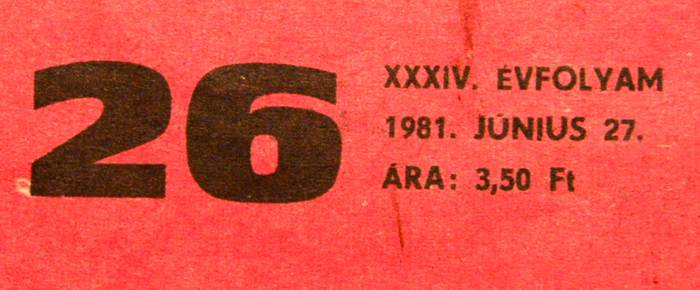 26
XXXIV. ÉVFOLYAM
1981. JÚNIUS 27.
ÁRA: 3,50 Ft